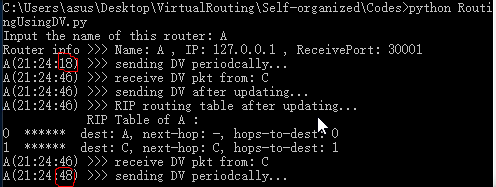 C:\Users\asus\Desktop\VirtualRouting\Self-organized\Codes>python Routi
ngUsingDV.py
Input the name of this router: A
Router info >>> Name: A , IP: 127.0.0.1 , ReceivePort: 30001
A(21:24:18) >>> sending DV periodcally...
A(21:24:46) >>> receive DV pkt from: C
A(21:24:46) >>> sending DV after updating...
A(21:24:46) >>> RIP routing table after updating...
RIP Table of A :
0 ****** dest: A, next-hop: -, hops-to-dest: 0
1 ****** dest: C, next-hop: C, hops-to-dest: 1
A(21:24:46) >>> receive DV pkt from: C
A(21:24:48) >>> sending DV periodcally...